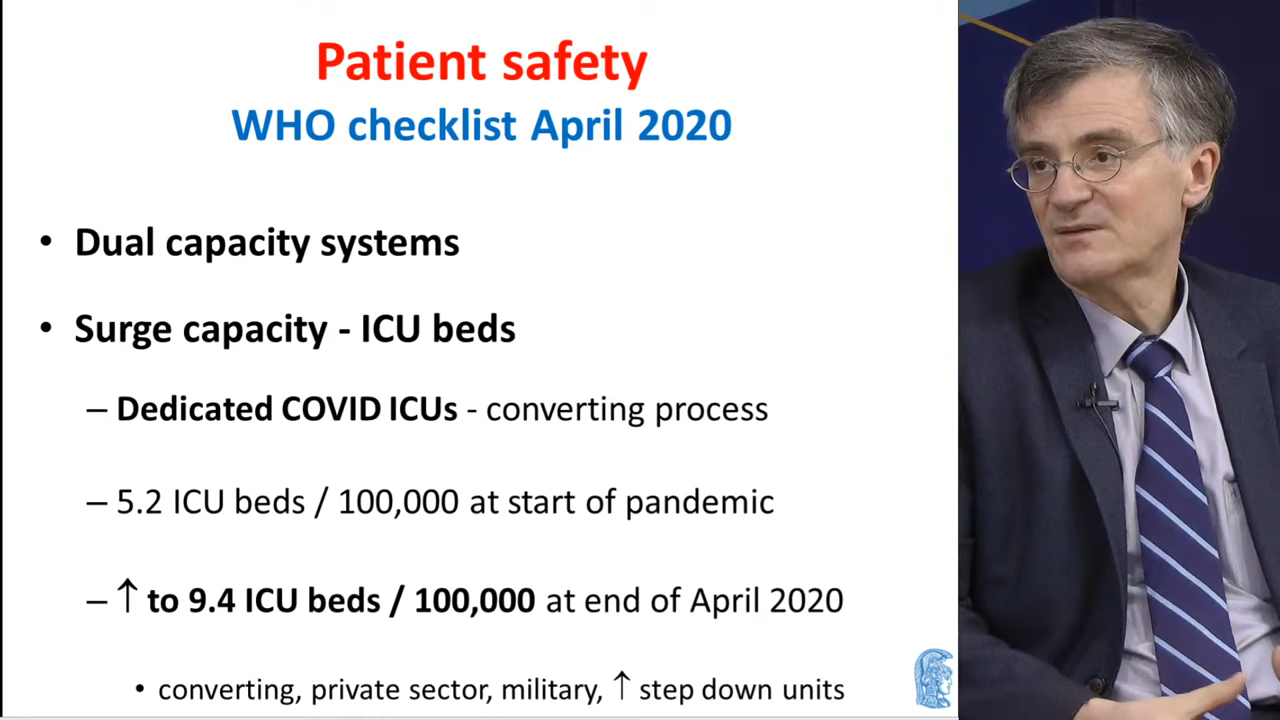 Patient safety
WHO checklist April 2020
• Dual capacity systems
• Surge capacity - ICU beds
– Dedicated COVID ICUs - converting process
– 5.2 ICU beds / 100,000 at start of pandemic
– ↑ to 9.4 ICU beds / 100,000 at end of April 2020
• converting, private sector, military, ↑ step down units